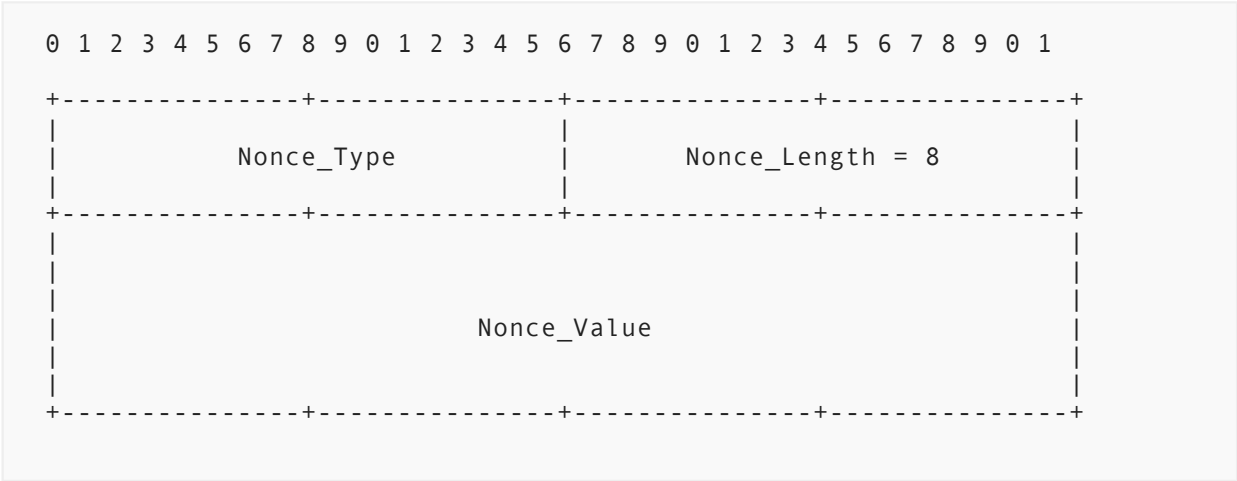 0 1 2 3 4 5 6 7 8 9 0 1 2 3 4 5 6 7 8 9 0 1 2 3 4 5 6 7 8 9 0 1
+---------------+---------------+---------------+---------------+
|                               |                               |
|           Nonce_Type          |       Nonce_Length = 8        |
|                               |                               |
+---------------+---------------+---------------+---------------+
|                                                               |
|                                                               |
|                                                               |
|                          Nonce_Value                          |
|                                                               |
|                                                               |
+---------------+---------------+---------------+---------------+